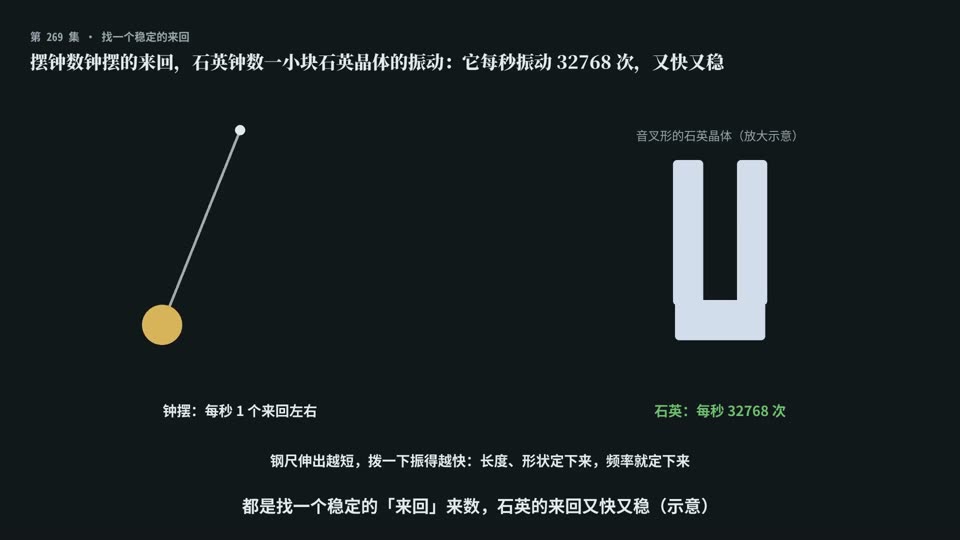 第 269 集 · 找一个稳定的来回
摆钟数钟摆的来回，石英钟数一小块石英晶体的振动：它每秒振动 32768 次，又快又稳
音叉形的石英晶体（放大示意）
钟摆：每秒 1 个来回左右
石英：每秒 32768 次
钢尺伸出越短，拨一下振得越快：长度、形状定下来，频率就定下来
都是找一个稳定的「来回」来数，石英的来回又快又稳（示意）